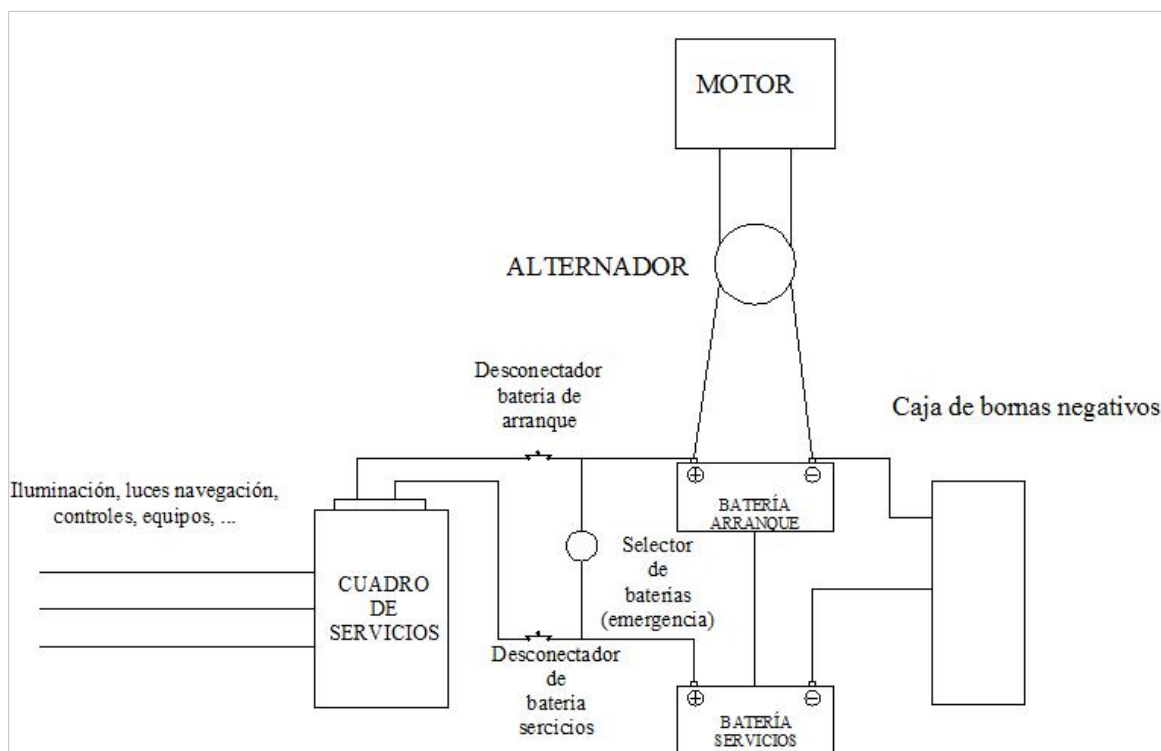 MOTOR
ALTERNADOR
Desconectador
bateria de
arranque
Caja de bornas negativos
Iluminación, luces navegación,
controles, equipos, ...
+
−
BATERÍA
ARRANQUE
Selector
de
baterias
(emergencia)
CUADRO
DE
SERVICIOS
Desconectador
de
bateria
sercicios
+
−
BATERÍA
SERVICIOS